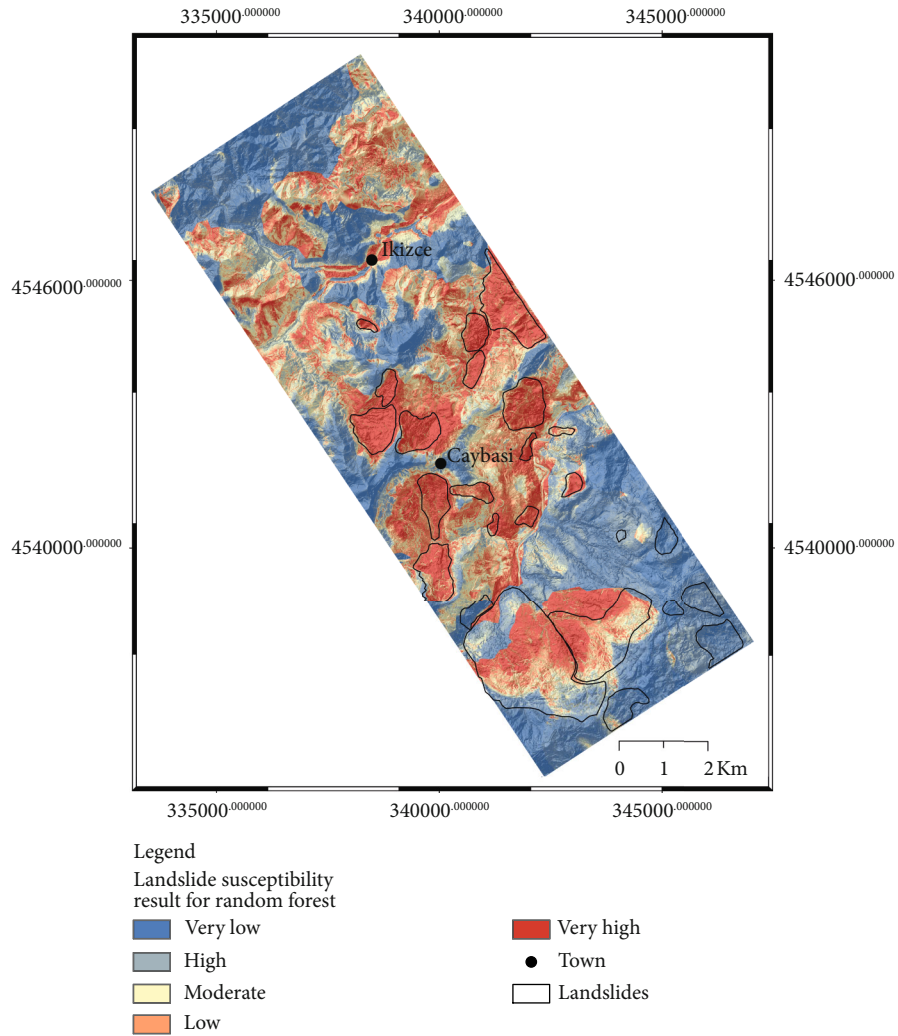 335000.000000 340000.000000 345000.000000
Ikizce
4546000.000000 4546000.000000
Caybasi
4540000.000000 4540000.000000
0 1 2 Km
335000.000000 340000.000000 345000.000000
Legend
Landslide susceptibility
result for random forest
Very low
High
Moderate
Low
Very high
Town
Landslides